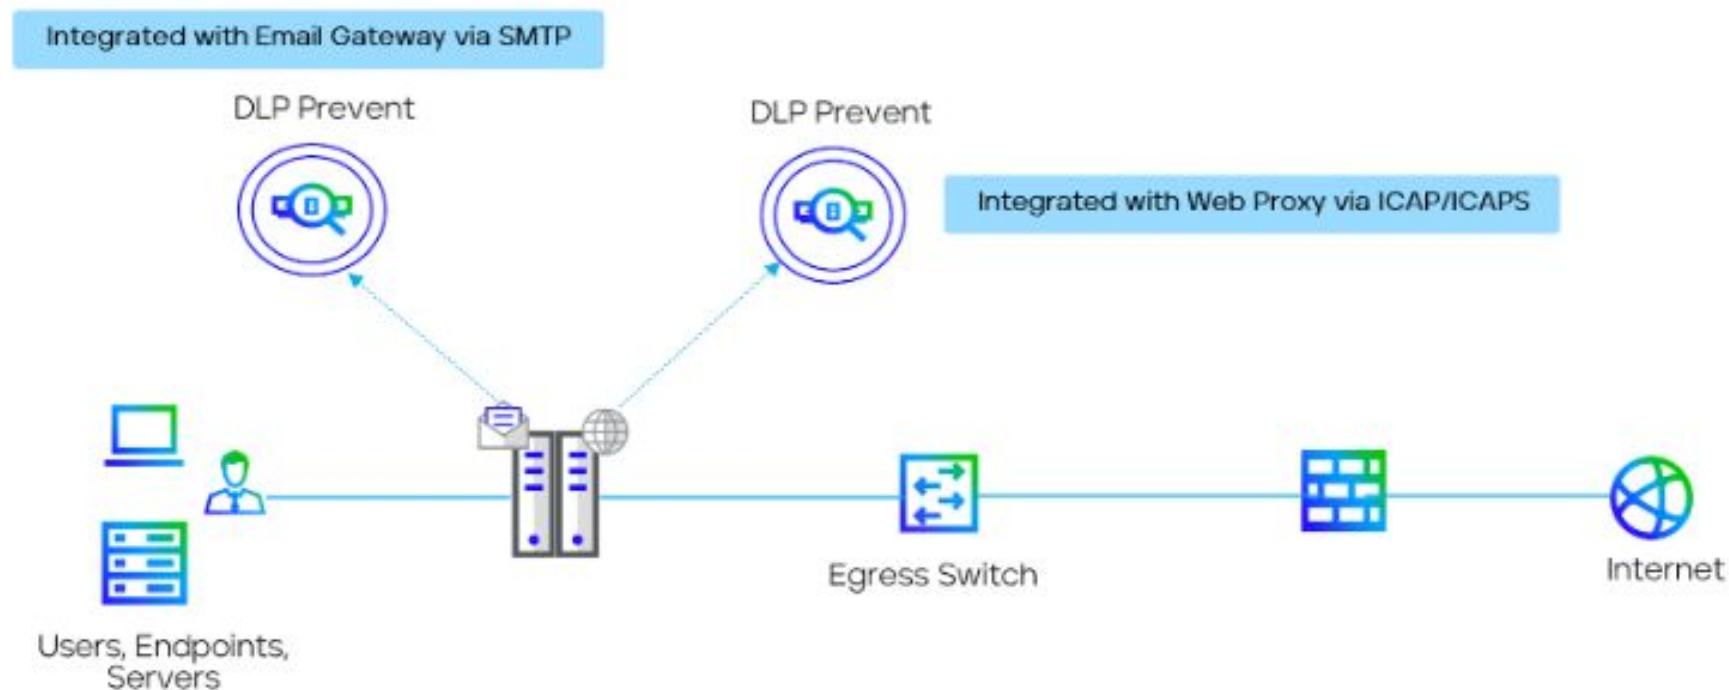 Integrated with Email Gateway via SMTP
DLP Prevent
DLP Prevent
Integrated with Web Proxy via ICAP/ICAPS
Egress Switch
Internet
Users, Endpoints,
Servers